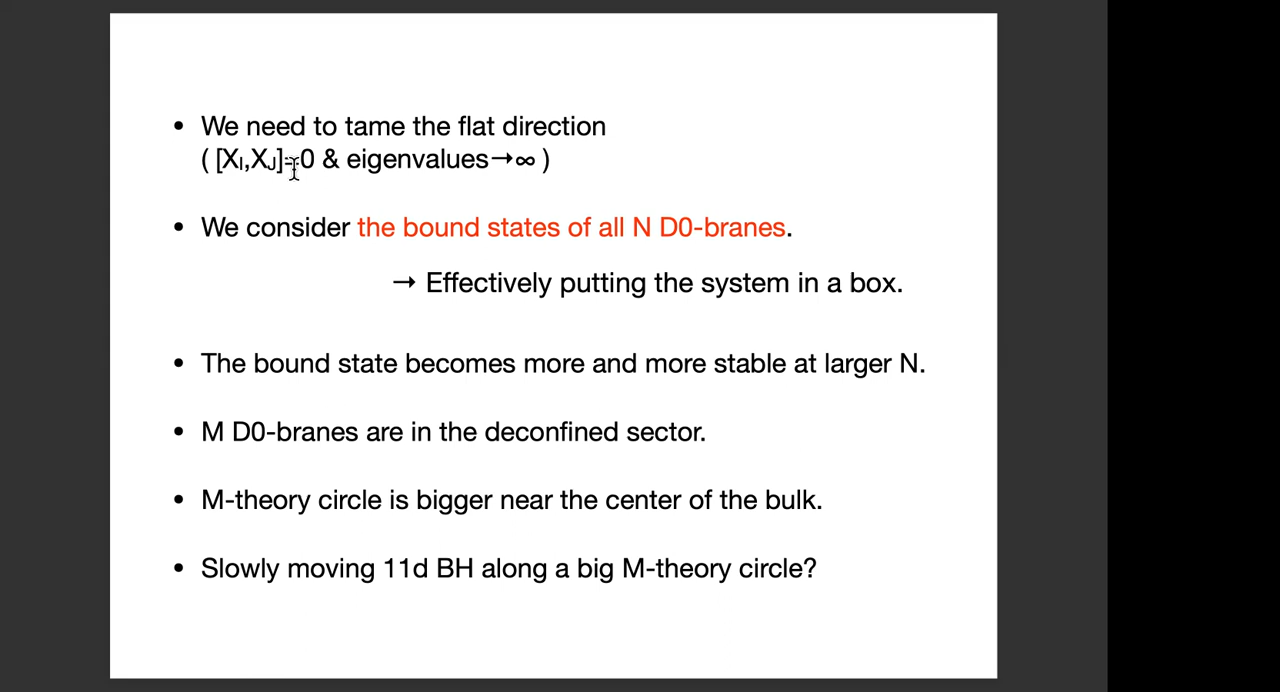 • We need to tame the flat direction
( [XI,XJ]=0 & eigenvalues→∞ )
• We consider the bound states of all N D0-branes.
→ Effectively putting the system in a box.
• The bound state becomes more and more stable at larger N.
• M D0-branes are in the deconfined sector.
• M-theory circle is bigger near the center of the bulk.
• Slowly moving 11d BH along a big M-theory circle?